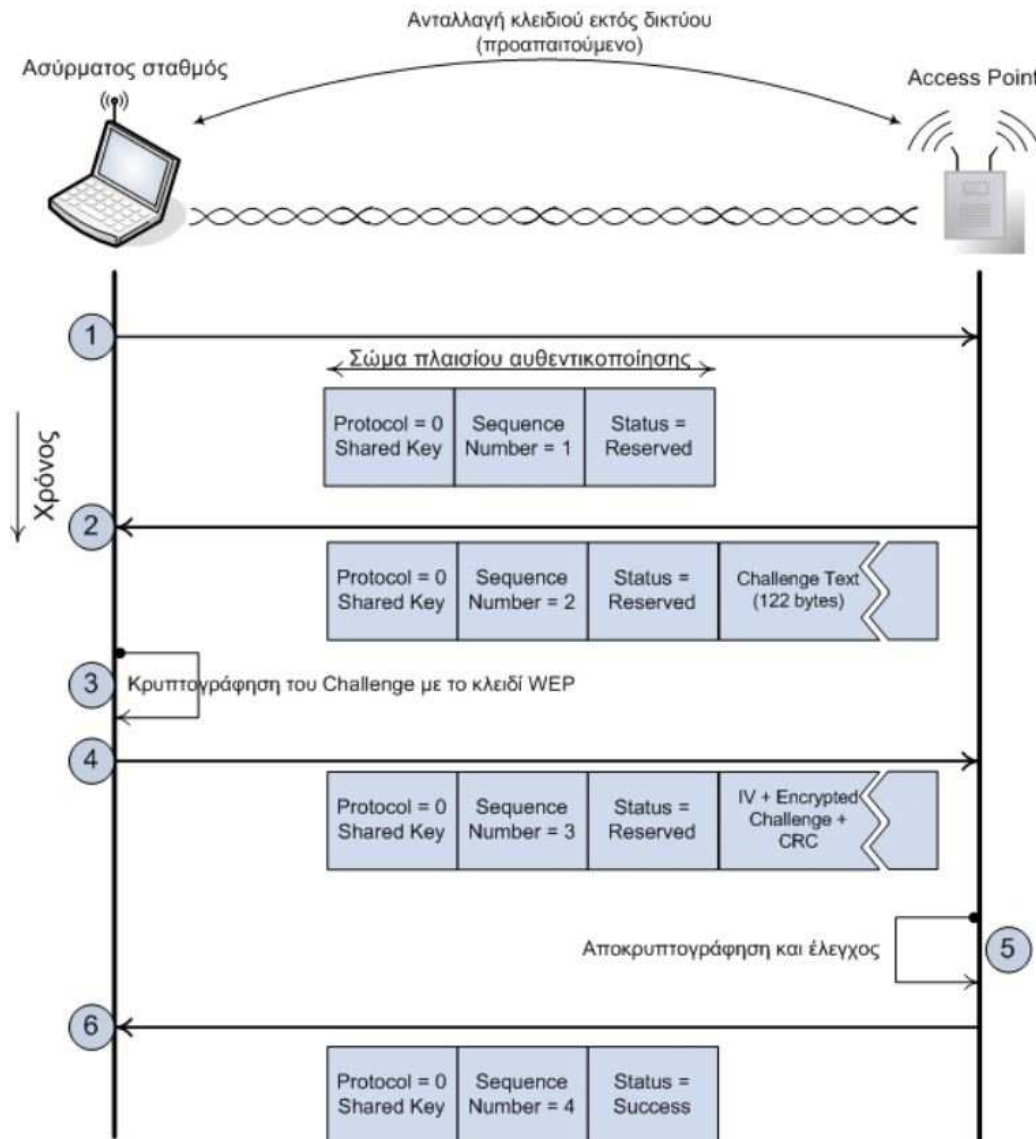 Ανταλλαγή κλειδιού εκτός δικτύου
(προαπαιτούμενο)
Ασύρματος σταθμός
Access Point
1
Σώμα πλαισίου αυθεντικοποίησης
Protocol = 0
Shared Key
Sequence
Number = 1
Status =
Reserved
Χρόνος
2
Protocol = 0
Shared Key
Sequence
Number = 2
Status =
Reserved
Challenge Text
(122 bytes)
3
Κρυπτογράφηση του Challenge με το κλειδί WEP
4
Protocol = 0
Shared Key
Sequence
Number = 3
Status =
Reserved
IV + Encrypted
Challenge +
CRC
Αποκρυπτογράφηση και έλεγχος
5
6
Protocol = 0
Shared Key
Sequence
Number = 4
Status =
Success